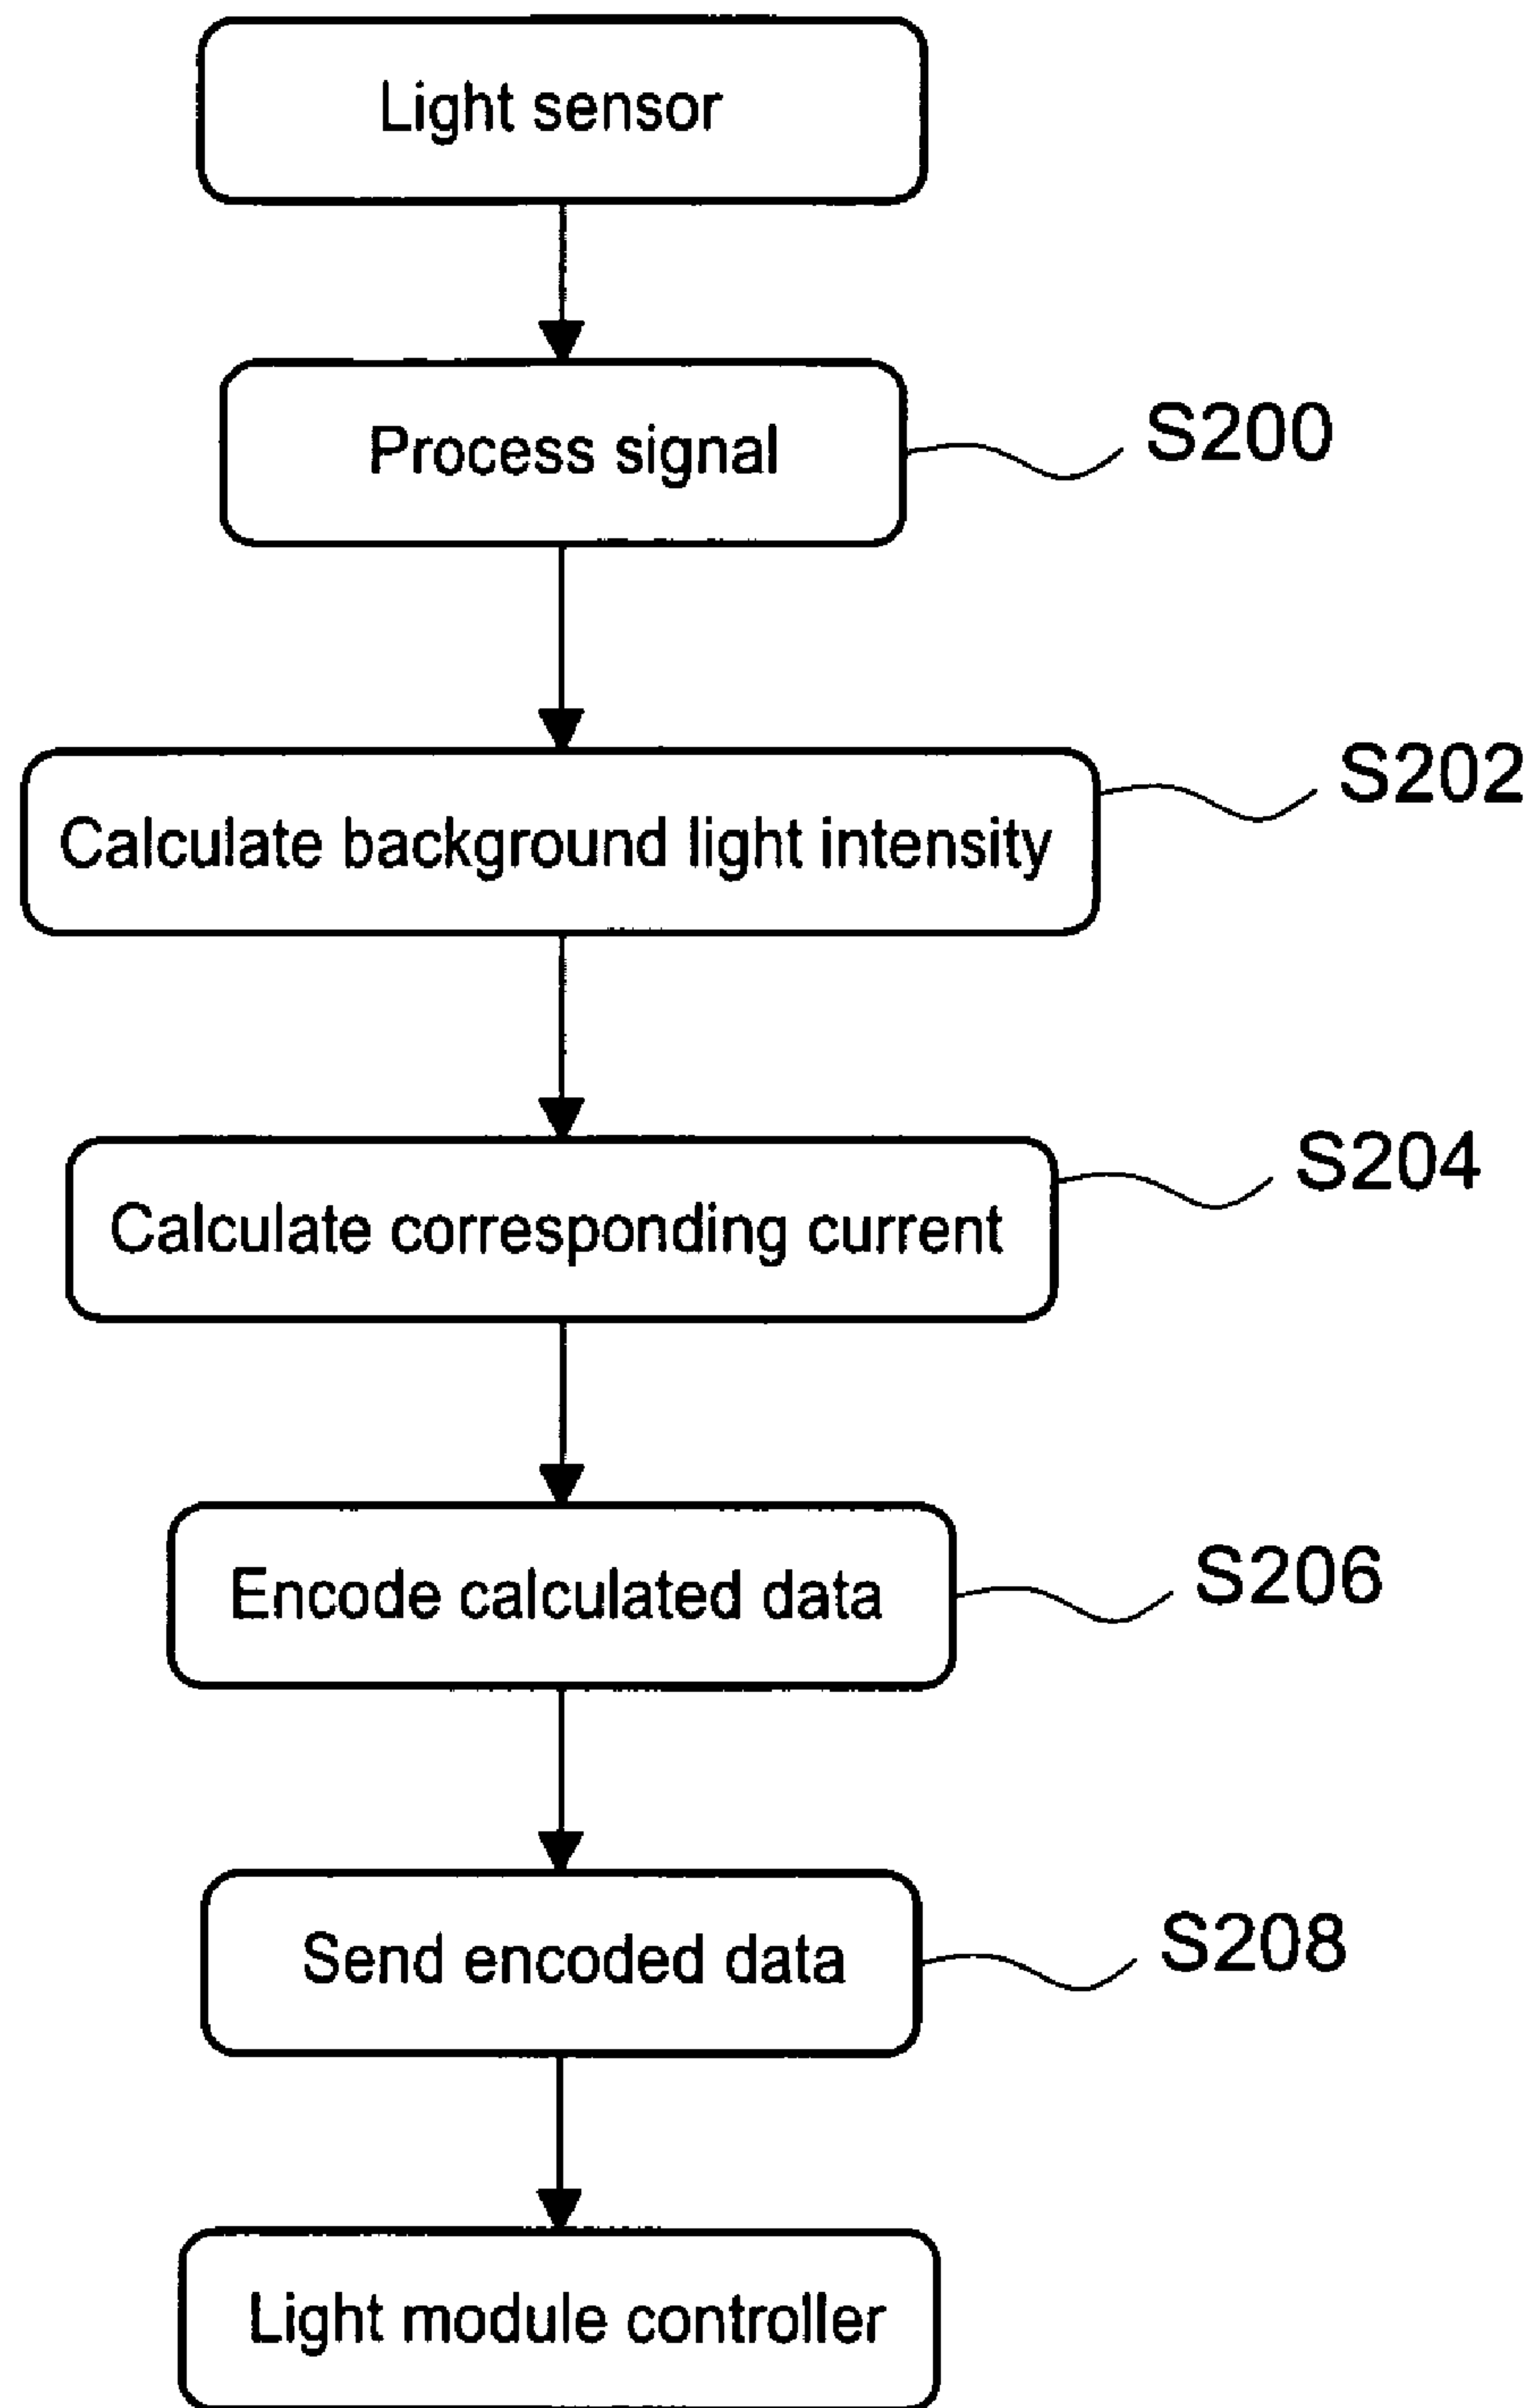 Light sensor
Process signal
S200
Calculate background light intensity
S202
Calculate corresponding current
S204
Encode calculated data
S206
Send encoded data
S208
Light module controller